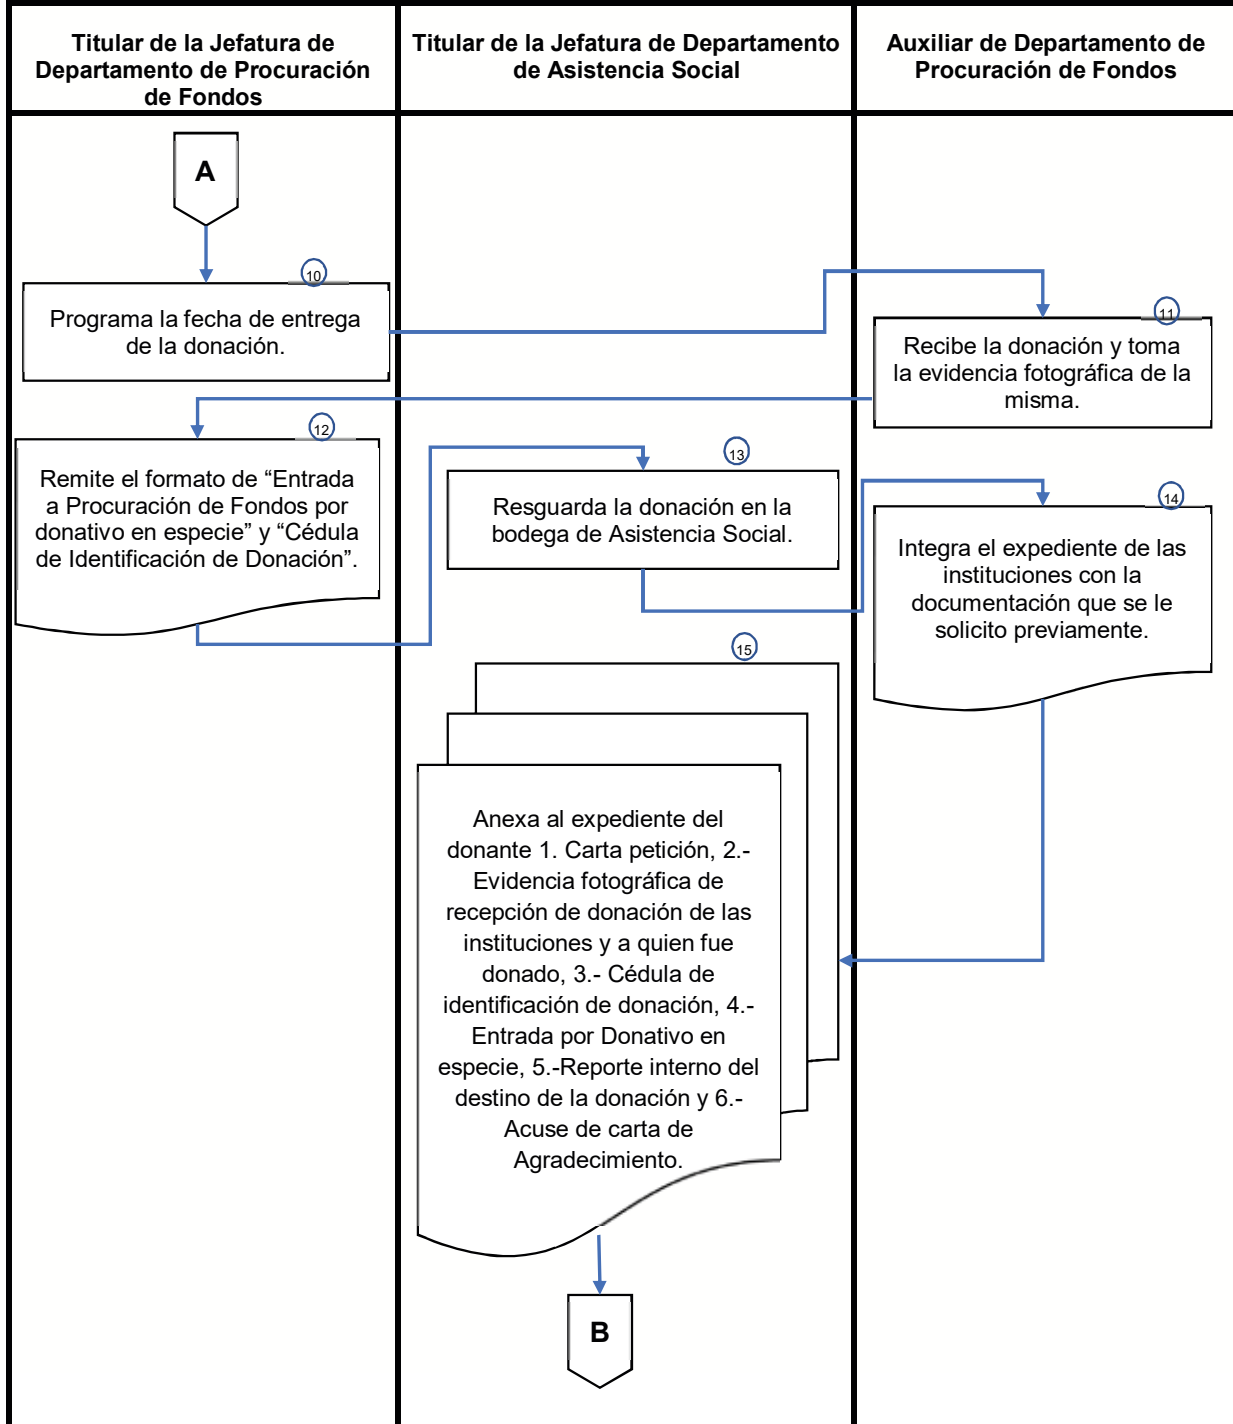 Titular de la Jefatura de
Departamento de Procuración
de Fondos
Titular de la Jefatura de Departamento
de Asistencia Social
Auxiliar de Departamento de
Procuración de Fondos
A
10
Programa la fecha de entrega
de la donación.
11
Recibe la donación y toma
la evidencia fotográfica de la
misma.
12
Remite el formato de “Entrada
a Procuración de Fondos por
donativo en especie” y “Cédula
de Identificación de Donación”.
13
Resguarda la donación en la
bodega de Asistencia Social.
14
Integra el expediente de las
instituciones con la
documentación que se le
solicito previamente.
15
Anexa al expediente del
donante 1. Carta petición, 2.-
Evidencia fotográfica de
recepción de donación de las
instituciones y a quien fue
donado, 3.- Cédula de
identificación de donación, 4.-
Entrada por Donativo en
especie, 5.-Reporte interno del
destino de la donación y 6.-
Acuse de carta de
Agradecimiento.
B